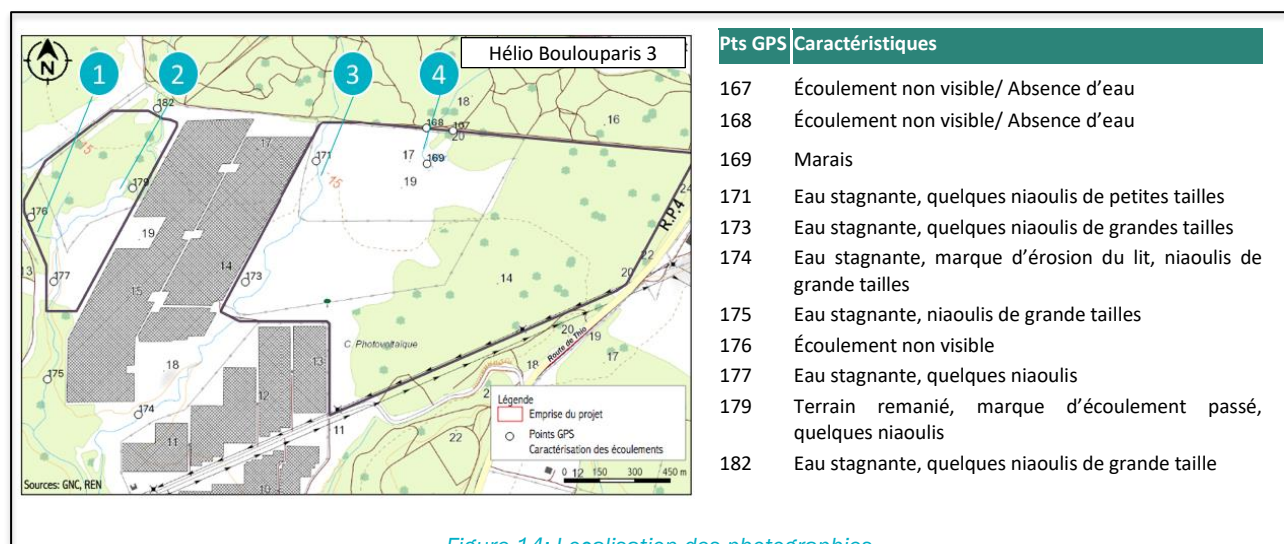 Hélio Boulouparis 3
N
1
2
3
4
182
18
16
168
167
20
17
17
171
17
169
15
15
19
179
176
24
R.P.4
19
14
173
13
177
15
14
22
20
20
19
Route de Thio
C. Photovoltaïque
13
18
17
18
175
174
12
11
11
22
10
Légende
Emprise du projet
Points GPS
Caractérisation des écoulements
0 12 150 300 450 m
Sources: GNC, REN
Pts GPS Caractéristiques
167 Écoulement non visible/ Absence d'eau
168 Écoulement non visible/ Absence d'eau
169 Marais
171 Eau stagnante, quelques niaoulis de petites tailles
173 Eau stagnante, quelques niaoulis de grandes tailles
174 Eau stagnante, marque d'érosion du lit, niaoulis de
grande tailles
175 Eau stagnante, niaoulis de grande tailles
176 Écoulement non visible
177 Eau stagnante, quelques niaoulis
179 Terrain remanié, marque d'écoulement passé,
quelques niaoulis
182 Eau stagnante, quelques niaoulis de grande taille
Figure 14: Localisation des photographies